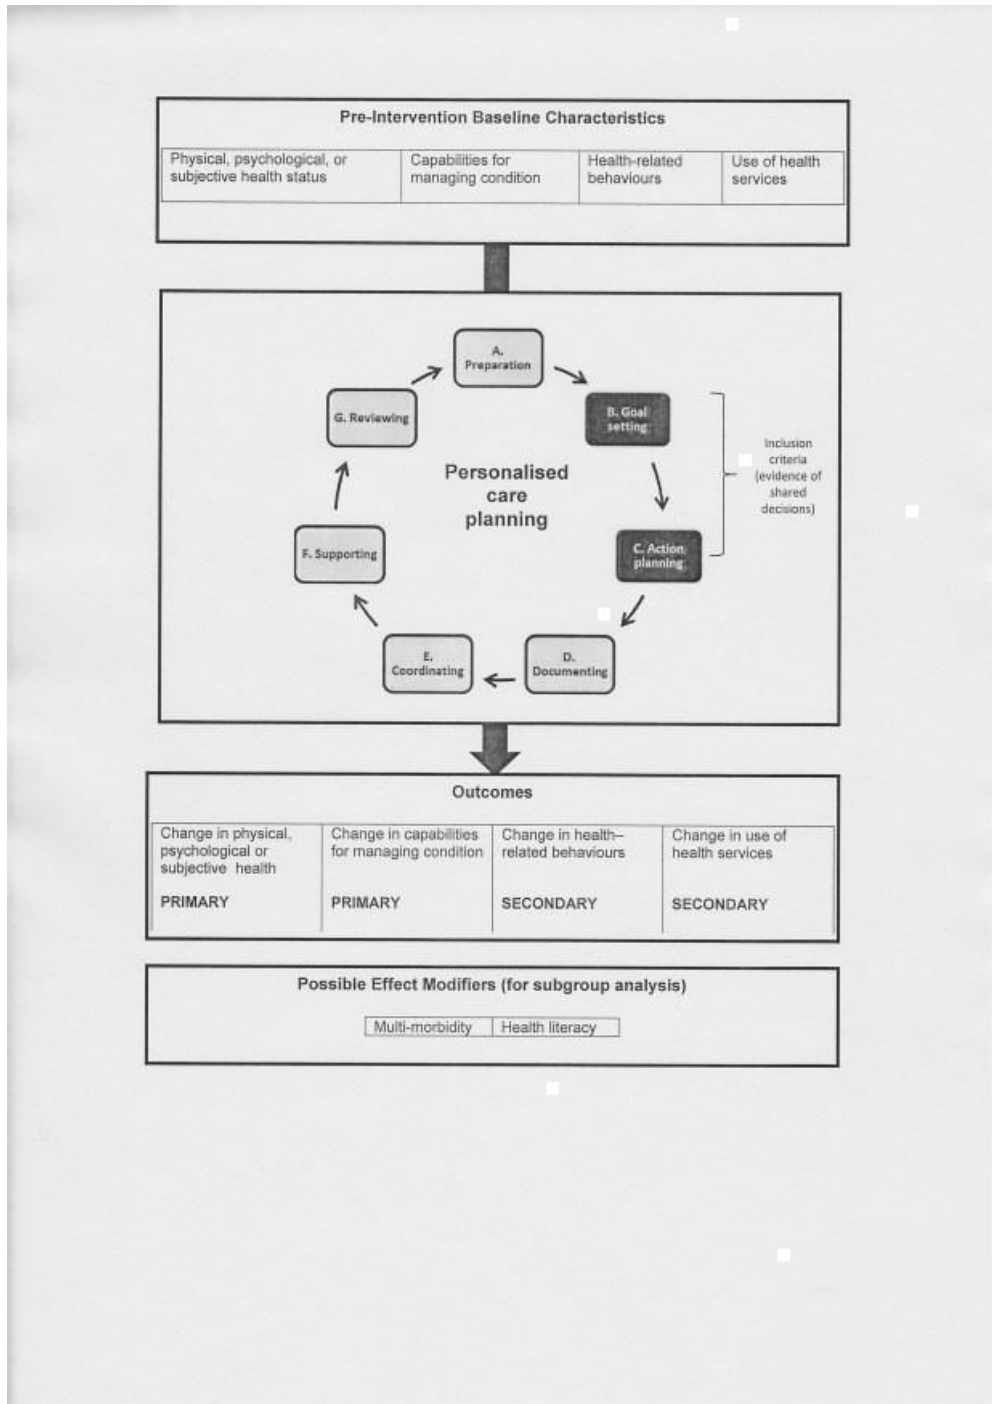 Pre-Intervention Baseline Characteristics
Physical, psychological, or
subjective health status
Capabilities for
managing condition
Health-related
behaviours
Use of health
services
A.
Preparation
B. Goal
setting
C. Action
planning
D.
Documenting
E.
Coordinating
F. Supporting
G. Reviewing
Personalised
care
planning
Inclusion
criteria
(evidence of
shared
decisions)
Outcomes
Change in physical,
psychological or
subjective health
PRIMARY
Change in capabilities
for managing condition
PRIMARY
Change in health–
related behaviours
SECONDARY
Change in use of
health services
SECONDARY
Possible Effect Modifiers (for subgroup analysis)
Multi-morbidity
Health literacy